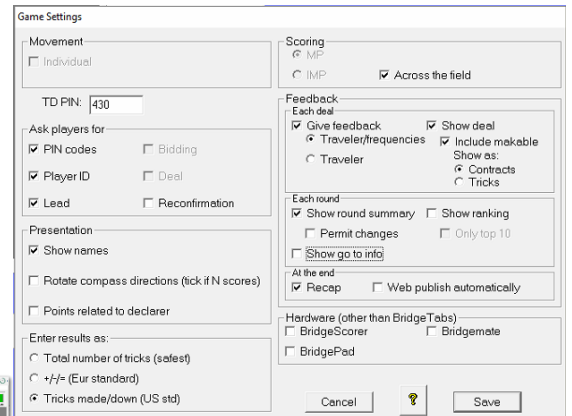 Game Settings
Movement
Individual
TD PIN: 430
Ask players for
PIN codes
Bidding
Player ID
Deal
Lead
Reconfirmation
Presentation
Show names
Rotate compass directions (tick if N scores)
Points related to declarer
Enter results as:
Total number of tricks (safest)
+/-/= (Eur standard)
Tricks made/down (US std)
Scoring
MP
IMP
Across the field
Feedback
Each deal
Give feedback
Show deal
Traveler/frequencies
Include makable
Show as:
Traveler
Contracts
Tricks
Each round
Show round summary
Show ranking
Permit changes
Only top 10
Show go to info
At the end
Recap
Web publish automatically
Hardware (other than BridgeTabs)
BridgeScorer
Bridgemate
BridgePad
Cancel
?
Save